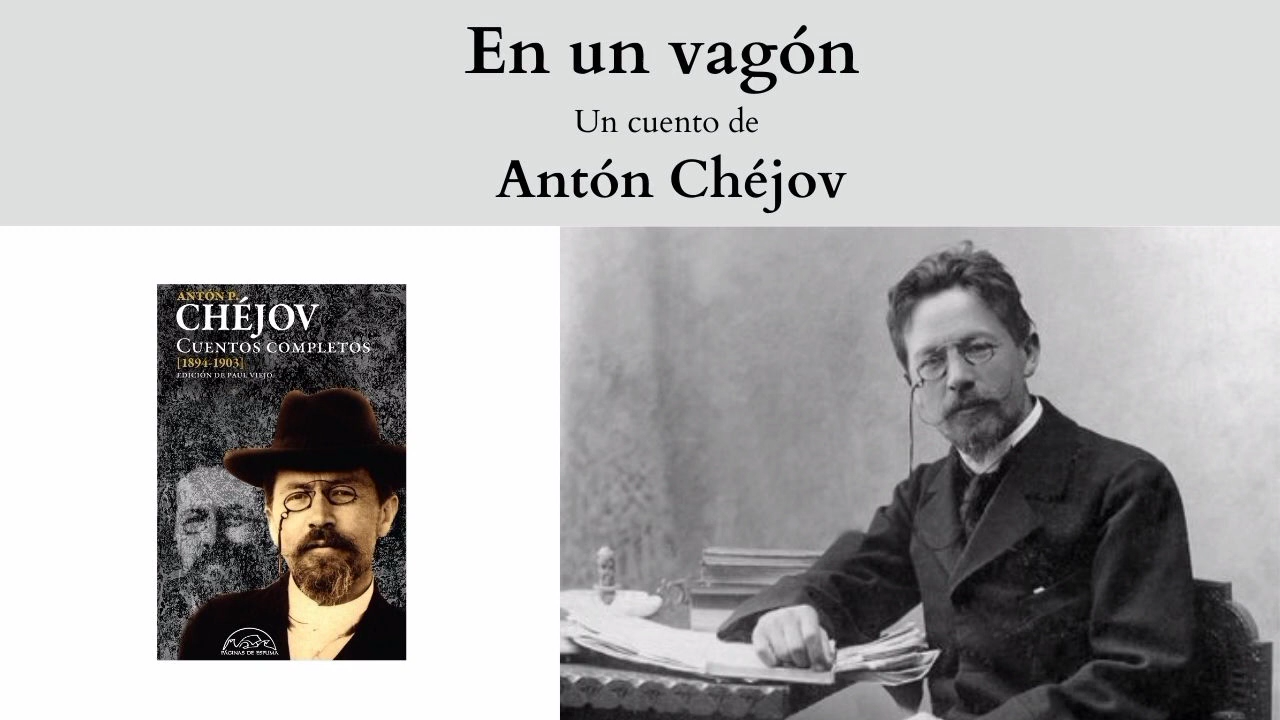 En un vagón
Un cuento de
Antón Chéjov
ANTÓN P.
CHÉJOV
CUENTOS COMPLETOS
[1894-1903]
EDICIÓN DE PAUL VIEJO
PÁGINAS DE ESPUMA